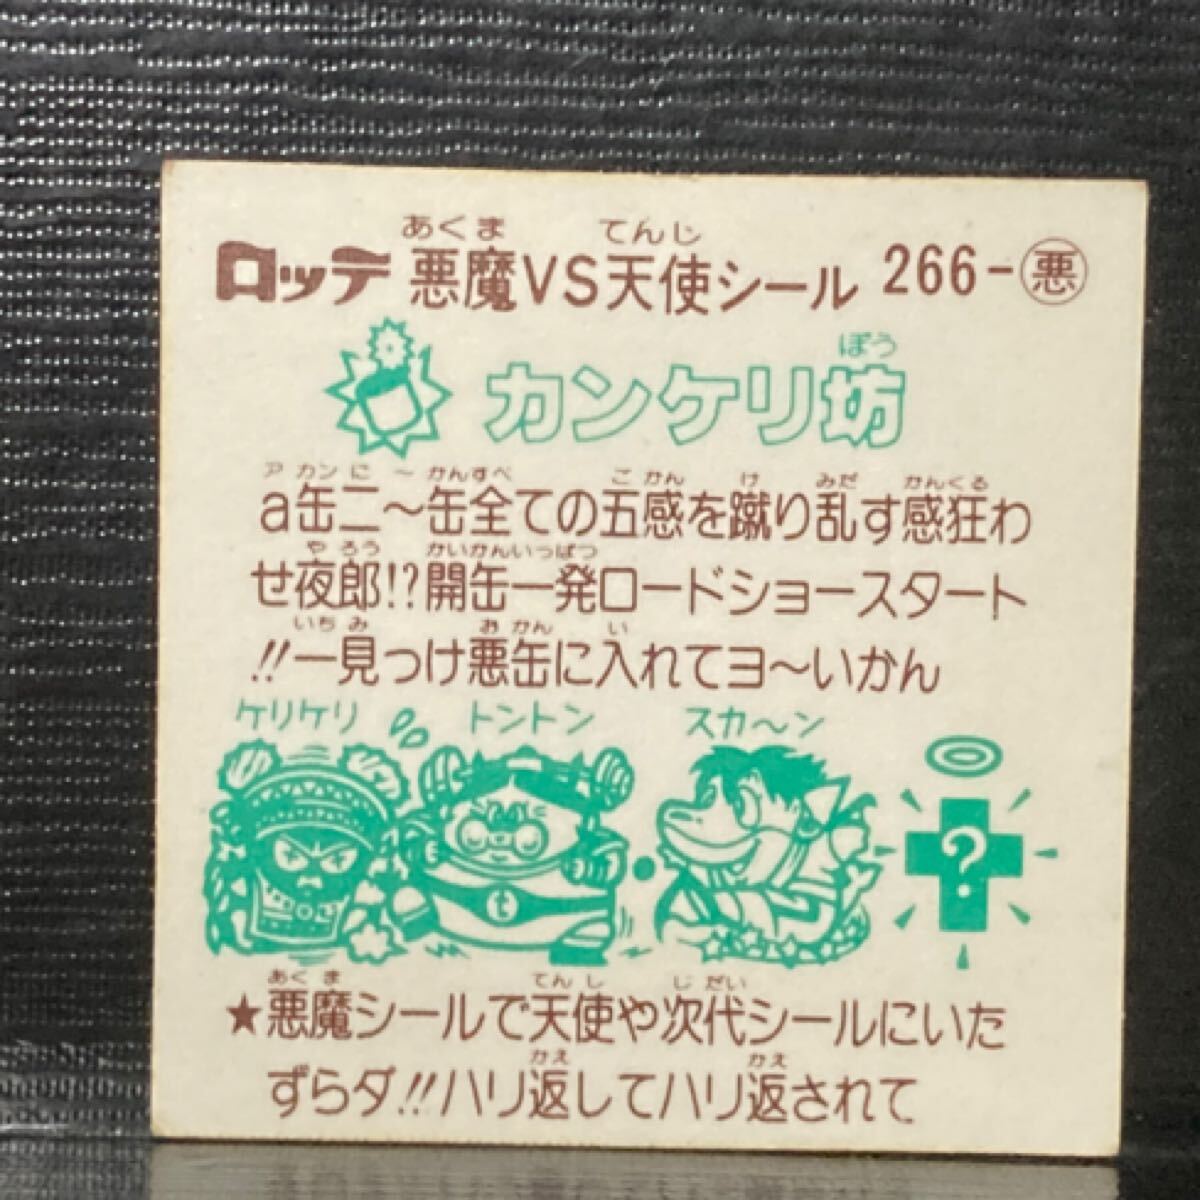 あくま てんし
ロッテ 悪魔VS天使シール 266-悪
ぼう
カンケリ坊
アカンに～かんすべ こかん け みだ かんくる
a缶二～缶全ての五感を蹴り乱す感狂わ
やろう かいかんいっぱつ
せ夜郎!?開缶一発ロードショースタート
いちみ おかん い
!!一見つけ悪缶に入れてヨ～いかん
ケリケリ トントン スカ～ン
t
?
あくま てんし じだい
★悪魔シールで天使や次代シールにいた
かえ かえ
ずらダ!!ハリ返してハリ返されて